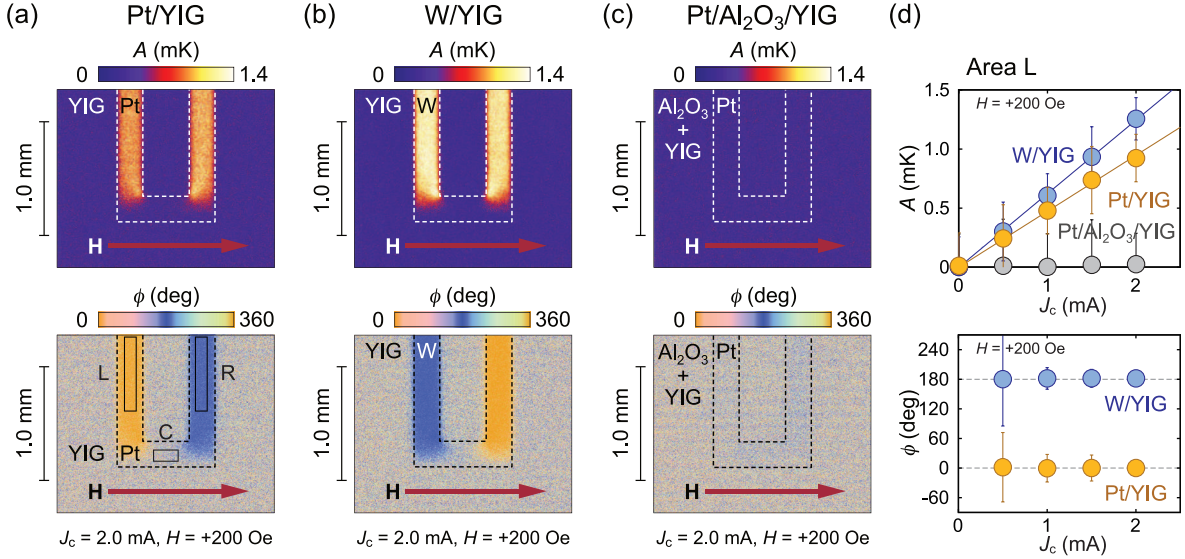 (a) Pt/YIG
A (mK)
0 1.4
YIG Pt
1.0 mm
H
ϕ (deg)
0 360
L R
C
YIG Pt
1.0 mm
H
Jc = 2.0 mA, H = +200 Oe
(b) W/YIG
A (mK)
0 1.4
YIG W
1.0 mm
H
ϕ (deg)
0 360
YIG W
1.0 mm
H
Jc = 2.0 mA, H = +200 Oe
(c) Pt/Al2O3/YIG
A (mK)
0 1.4
Al2O3 Pt
+
YIG
1.0 mm
H
ϕ (deg)
0 360
Al2O3 Pt
+
YIG
1.0 mm
H
Jc = 2.0 mA, H = +200 Oe
(d)
Area L
1.5
H = +200 Oe
W/YIG
1.0
A (mK)
Pt/YIG
0.5
Pt/Al2O3/YIG
0
0 1 2
Jc (mA)
240
H = +200 Oe
180
W/YIG
120
ϕ (deg)
60
0
Pt/YIG
-60
0 1 2
Jc (mA)